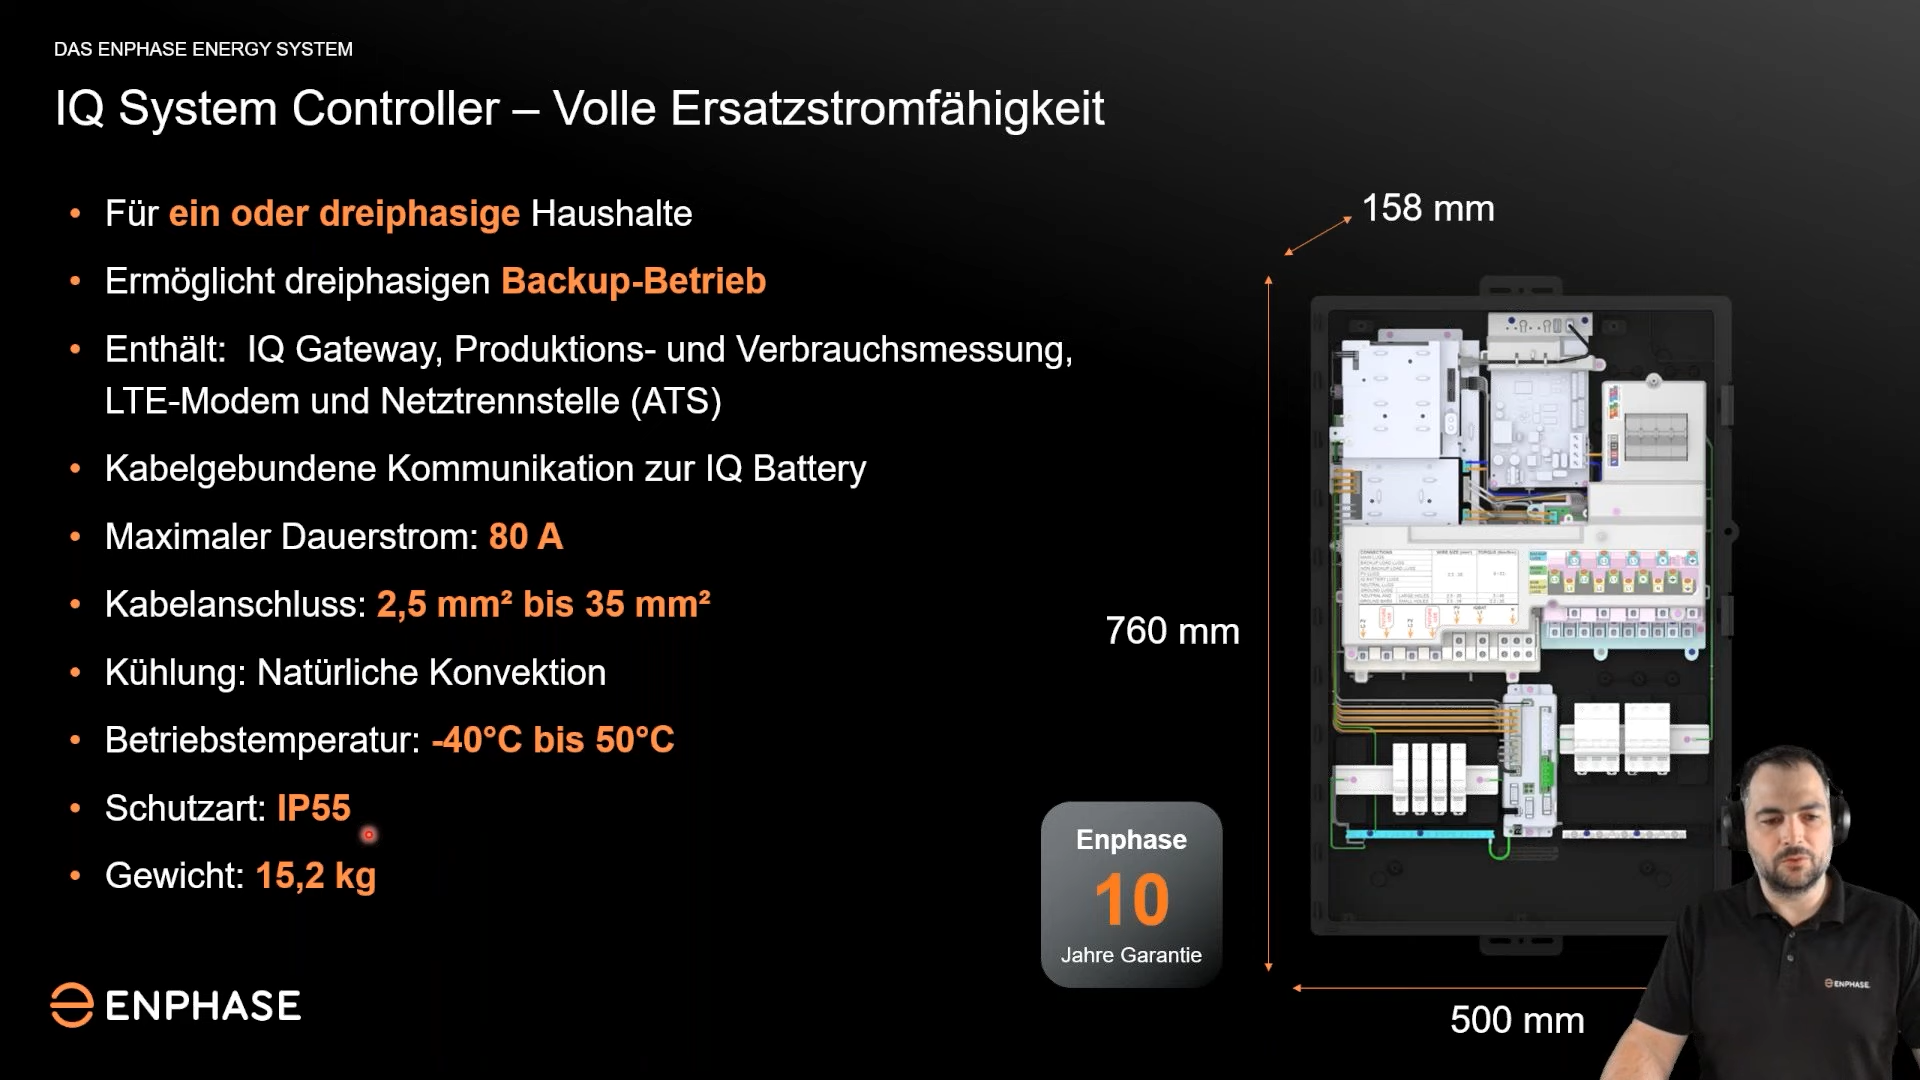 DAS ENPHASE ENERGY SYSTEM
IQ System Controller – Volle Ersatzstromfähigkeit
• Für ein oder dreiphasige Haushalte
• Ermöglicht dreiphasigen Backup-Betrieb
• Enthält: IQ Gateway, Produktions- und Verbrauchsmessung,
LTE-Modem und Netztrennstelle (ATS)
• Kabelgebundene Kommunikation zur IQ Battery
• Maximaler Dauerstrom: 80 A
• Kabelanschluss: 2,5 mm² bis 35 mm²
• Kühlung: Natürliche Konvektion
• Betriebstemperatur: -40°C bis 50°C
• Schutzart: IP55
• Gewicht: 15,2 kg
ENPHASE
158 mm
760 mm
500 mm
Enphase
10
Jahre Garantie
ENPHASE